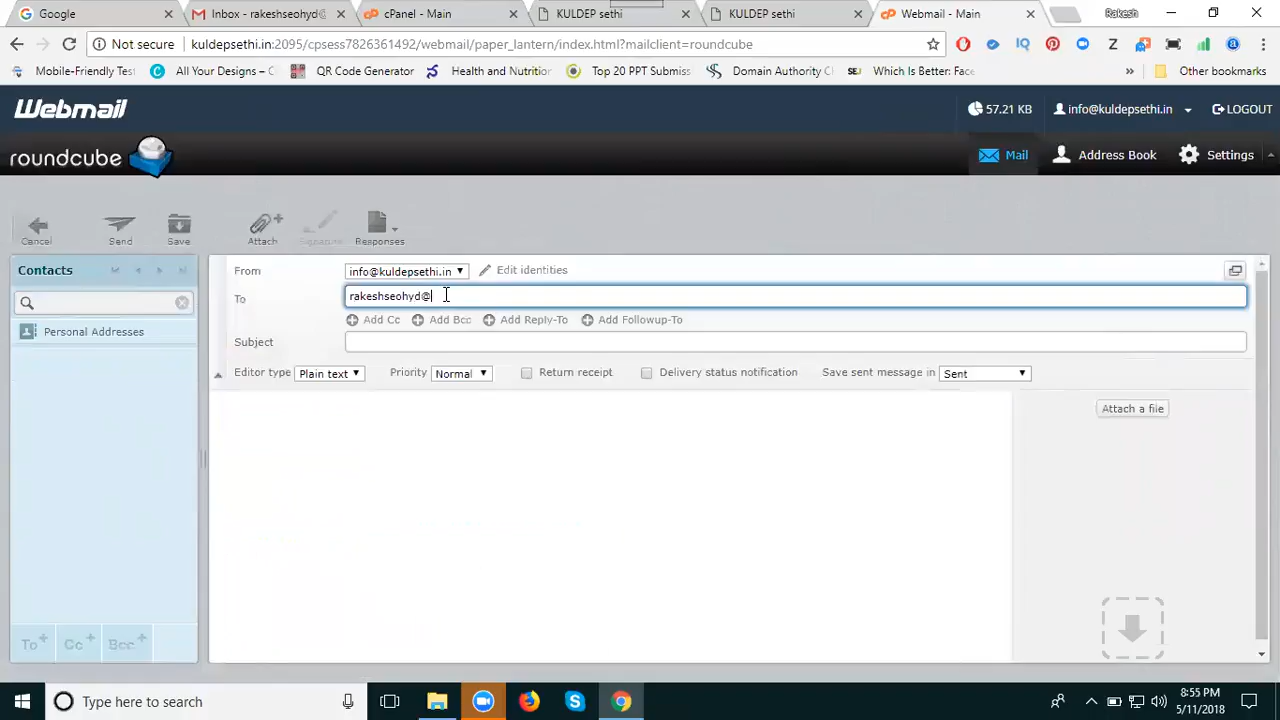 Google
Inbox - rakeshseohyd@
cPanel - Main
KULDEP sethi
KULDEP sethi
Webmail - Main
Rakesh
Not secure
kuldepsethi.in:2095/cpsess7826361492/webmail/paper_lantern/index.html?mailclient=roundcube
Mobile-Friendly Test
All Your Designs – C
QR Code Generator
Health and Nutrition
Top 20 PPT Submiss
Domain Authority Ch
Which Is Better: Face
Other bookmarks
Webmail
57.21 KB
info@kuldepsethi.in
LOGOUT
roundcube
Mail
Address Book
Settings
Cancel
Send
Save
Attach
Signature
Responses
Contacts
From
info@kuldepsethi.in
Edit identities
To
rakeshseohyd@
Personal Addresses
Add Cc
Add Bcc
Add Reply-To
Add Followup-To
Subject
Editor type
Plain text
Priority
Normal
Return receipt
Delivery status notification
Save sent message in
Sent
Attach a file
To+
Cc+
Bcc+
Type here to search
8:55 PM
5/11/2018